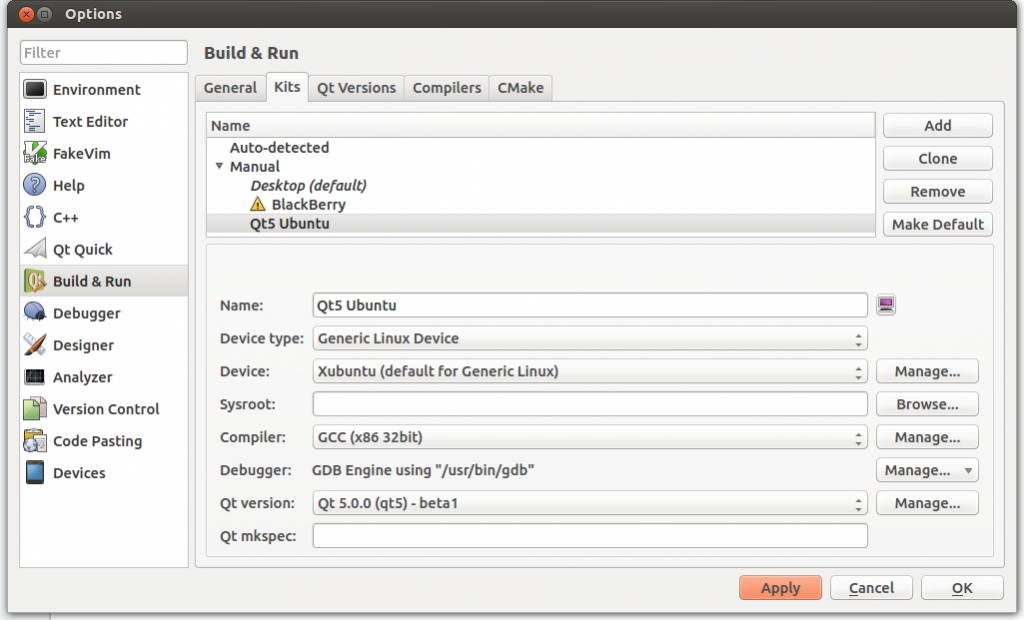 Options
Filter
Environment
Text Editor
FakeVim
Help
C++
Qt Quick
Build & Run
Debugger
Designer
Analyzer
Version Control
Code Pasting
Devices
Build & Run
General Kits Qt Versions Compilers CMake
Name
Auto-detected
Manual
Desktop (default)
BlackBerry
Qt5 Ubuntu
Add
Clone
Remove
Make Default
Name: Qt5 Ubuntu
Device type: Generic Linux Device
Device: Xubuntu (default for Generic Linux) Manage...
Sysroot: Browse...
Compiler: GCC (x86 32bit) Manage...
Debugger: GDB Engine using "/usr/bin/gdb" Manage...
Qt version: Qt 5.0.0 (qt5) - beta1 Manage...
Qt mkspec:
Apply Cancel OK